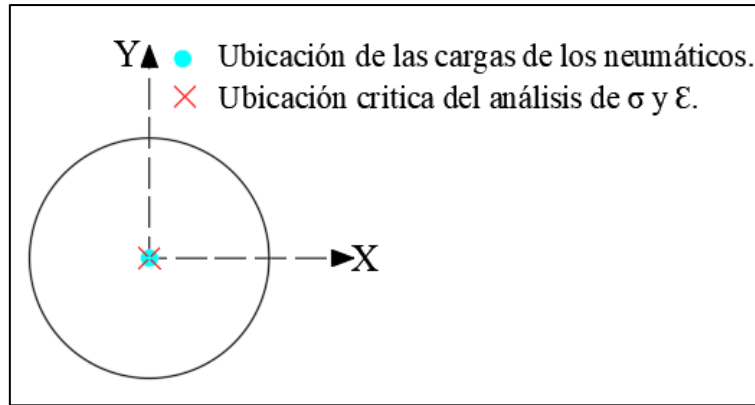 Y
Ubicación de las cargas de los neumáticos.
Ubicación critica del análisis de σ y Ɛ.
X